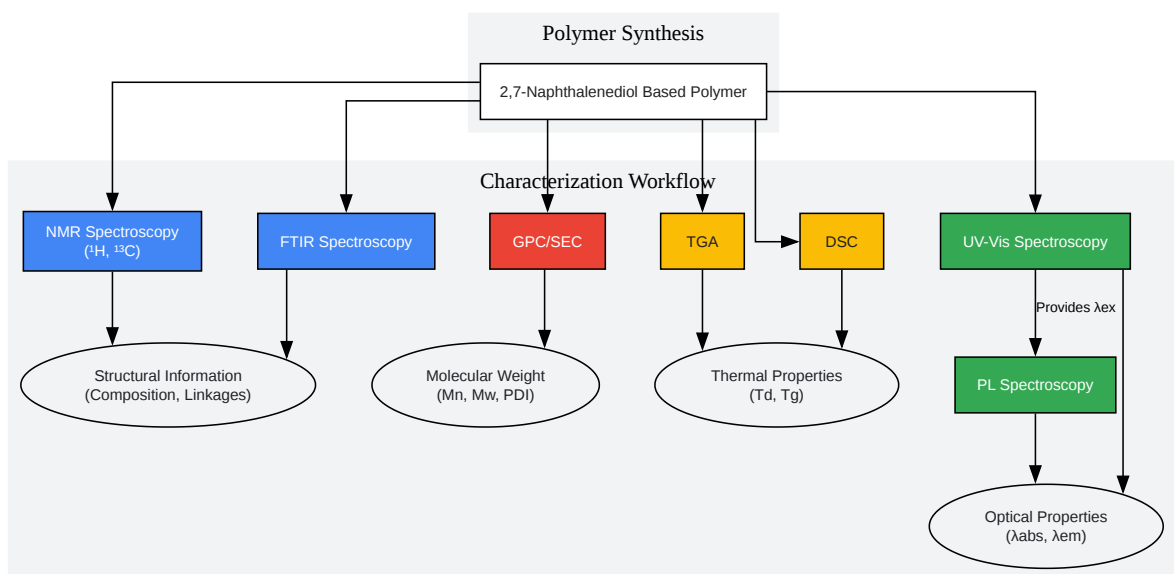 Polymer Synthesis
2,7-Naphthalenediol Based Polymer
Characterization Workflow
NMR Spectroscopy
(¹H, ¹³C)
FTIR Spectroscopy
GPC/SEC
TGA
DSC
UV-Vis Spectroscopy
Provides λex
Structural Information
(Composition, Linkages)
Molecular Weight
(Mn, Mw, PDI)
Thermal Properties
(Td, Tg)
PL Spectroscopy
Optical Properties
(λabs, λem)